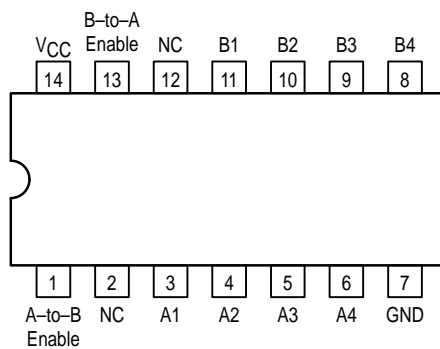 B–to–A
VCC Enable NC B1 B2 B3 B4
14 13 12 11 10 9 8
1 2 3 4 5 6 7
A–to–B NC A1 A2 A3 A4 GND
Enable